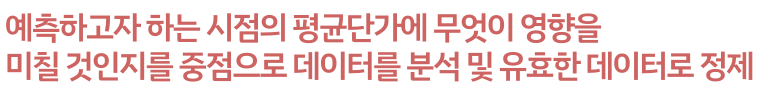 예측하고자 하는 시점의 평균단가에 무엇이 영향을
미칠 것인지를 중점으로 데이터를 분석 및 유효한 데이터로 정제